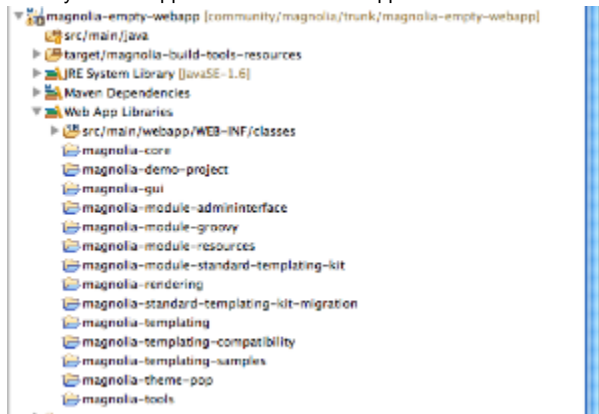 magnolia-empty-webapp [community/magnolia/trunk/magnolia-empty-webapp]
src/main/java
target/magnolia-build-tools-resources
JRE System Library [JavaSE-1.6]
Maven Dependencies
Web App Libraries
src/main/webapp/WEB-INF/classes
magnolia-core
magnolia-demo-project
magnolia-gui
magnolia-module-admininterface
magnolia-module-groovy
magnolia-module-resources
magnolia-module-standard-templating-kit
magnolia-rendering
magnolia-standard-templating-kit-migration
magnolia-templating
magnolia-templating-compatibility
magnolia-templating-samples
magnolia-theme-pop
magnolia-tools